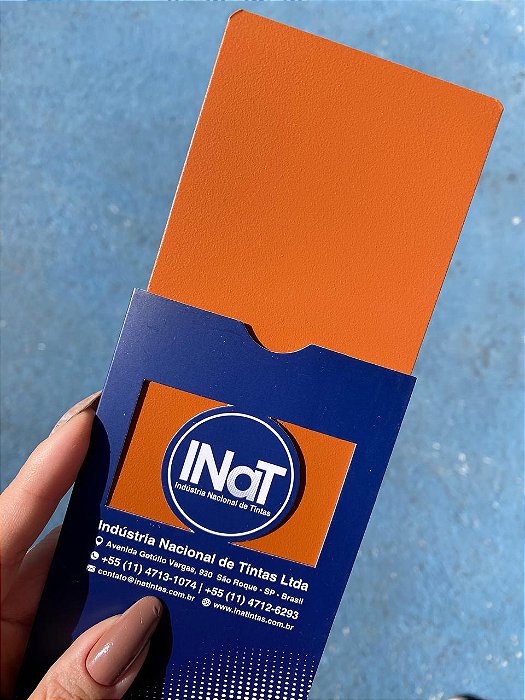 INaT
Indústria Nacional de Tintas
Indústria Nacional de Tintas Ltda
Avenida Getúlio Vargas, 930 São Roque - SP - Brasil
+55 (11) 4713-1074 | +55 (11) 4712-6293
contato@inatintas.com.br www.inatintas.com.br